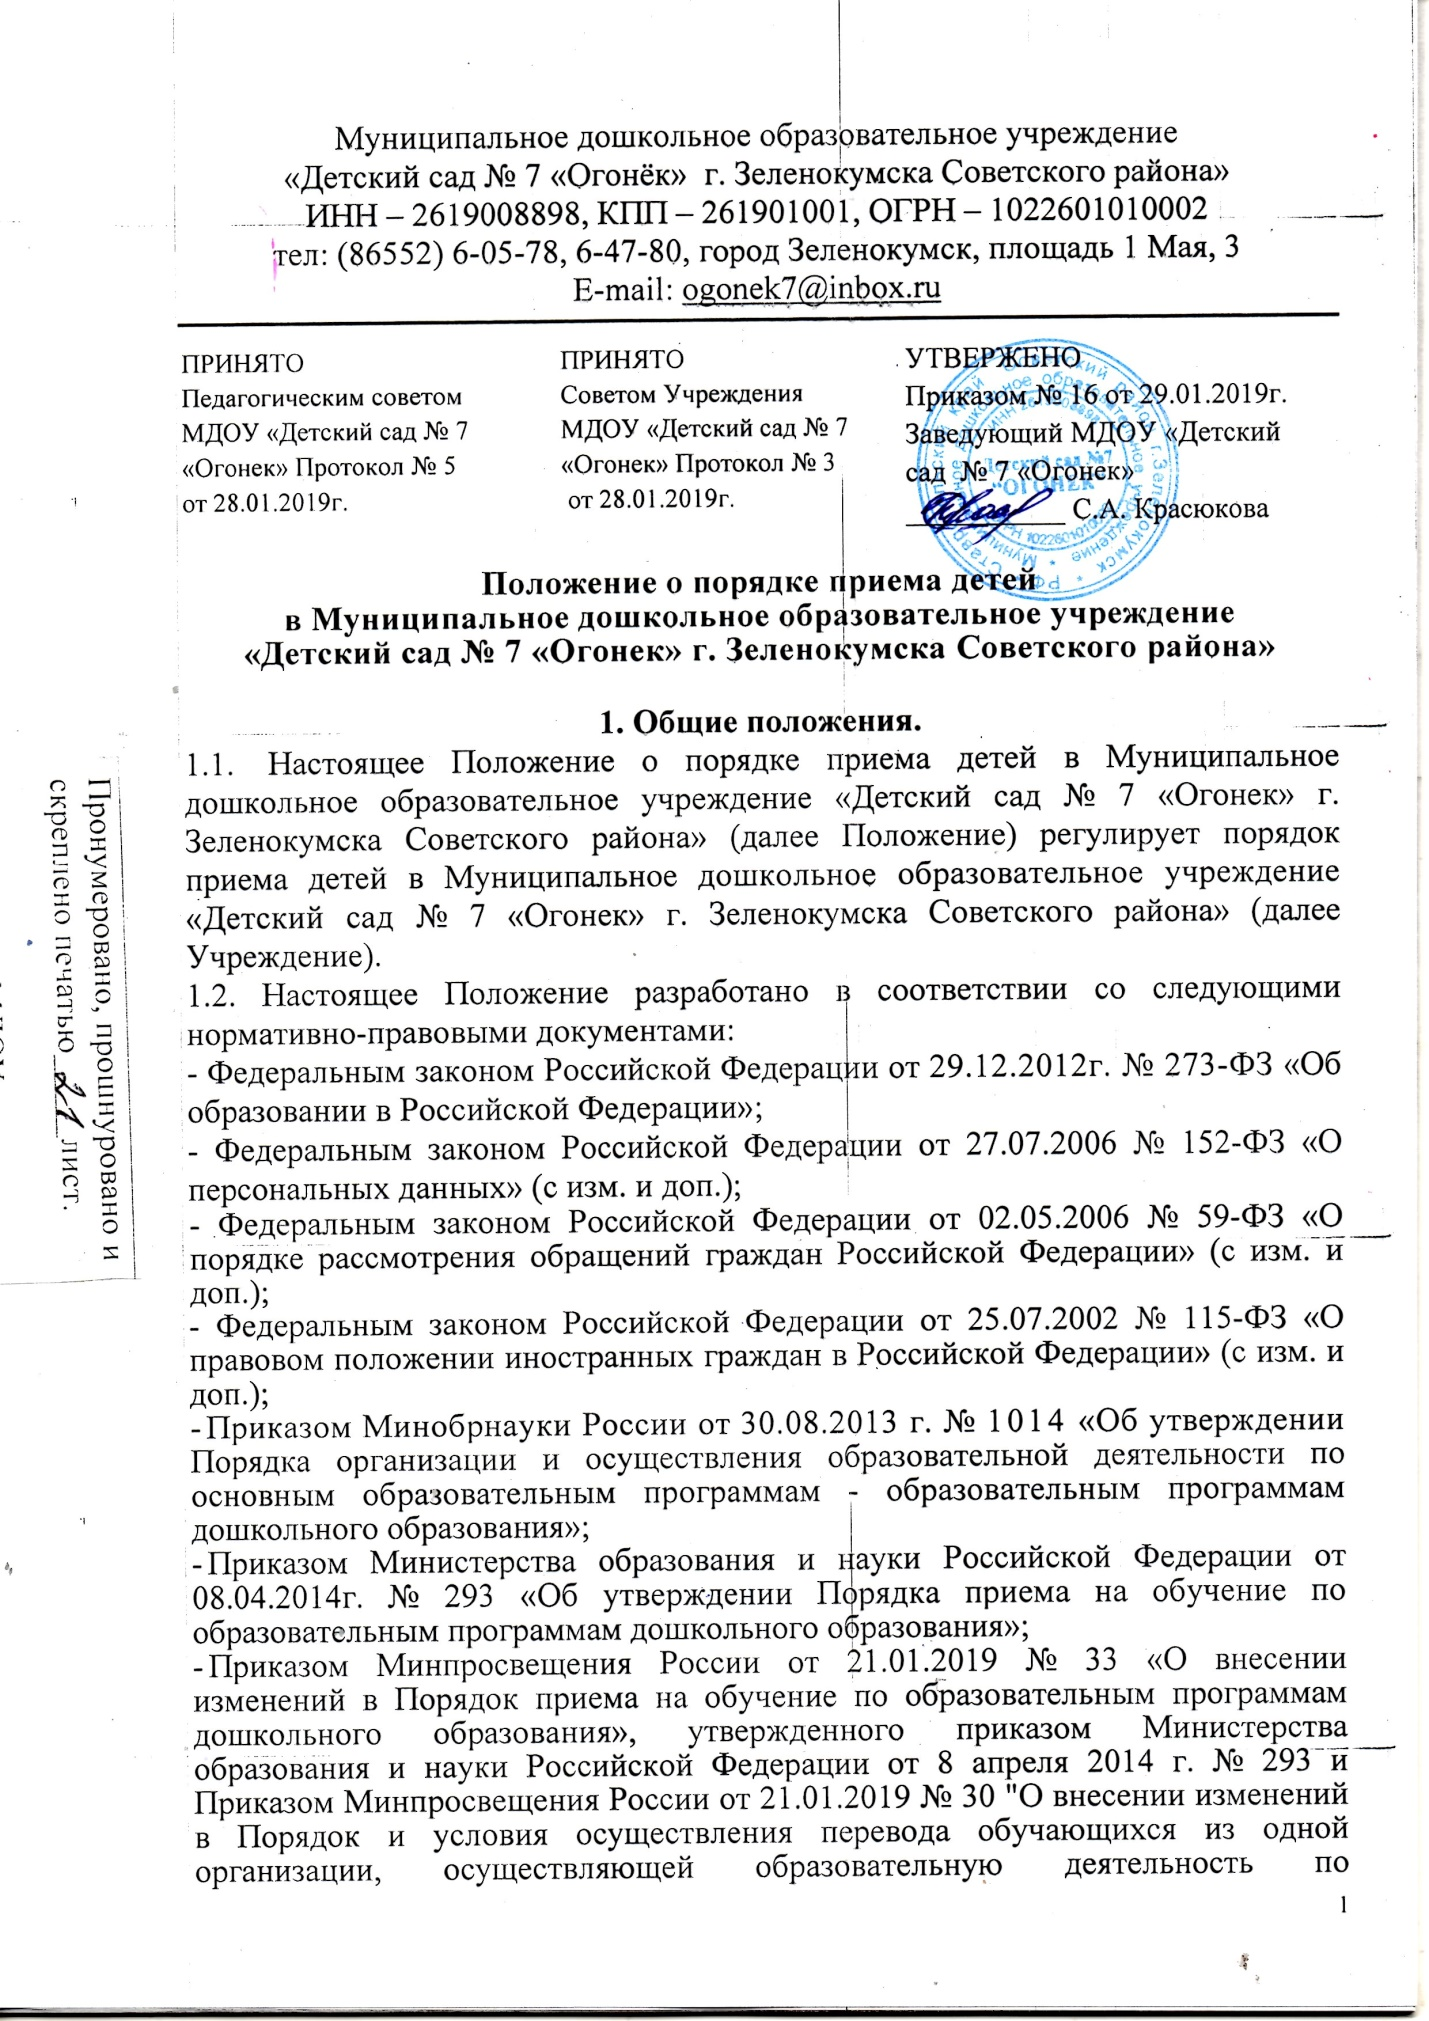 Муниципальное дошкольное образовательное учреждение
«Детский сад № 7 «Огонёк» г. Зеленокумска Советского района»
ИНН – 2619008898, КПП – 261901001, ОГРН – 1022601010002
тел: (86552) 6-05-78, 6-47-80, город Зеленокумск, площадь 1 Мая, 3
E-mail: ogonek7@inbox.ru
ПРИНЯТО
Педагогическим советом
МДОУ «Детский сад № 7
«Огонек» Протокол № 5
от 28.01.2019г.
ПРИНЯТО
Советом Учреждения
МДОУ «Детский сад № 7
«Огонек» Протокол № 3
от 28.01.2019г.
УТВЕРЖЕНО
Приказом № 16 от 29.01.2019г.
Заведующий МДОУ «Детский
сад № 7 «Огонек»
С.А. Красюкова
Детский сад №7
"ОГОНЕК"
Положение о порядке приема детей
в Муниципальное дошкольное образовательное учреждение
«Детский сад № 7 «Огонек» г. Зеленокумска Советского района»
1. Общие положения.
1.1. Настоящее Положение о порядке приема детей в Муниципальное
дошкольное образовательное учреждение «Детский сад № 7 «Огонек» г.
Зеленокумска Советского района» (далее Положение) регулирует порядок
приема детей в Муниципальное дошкольное образовательное учреждение
«Детский сад № 7 «Огонек» г. Зеленокумска Советского района» (далее
Учреждение).
1.2. Настоящее Положение разработано в соответствии со следующими
нормативно-правовыми документами:
- Федеральным законом Российской Федерации от 29.12.2012г. № 273-ФЗ «Об
образовании в Российской Федерации»;
- Федеральным законом Российской Федерации от 27.07.2006 № 152-ФЗ «О
персональных данных» (с изм. и доп.);
- Федеральным законом Российской Федерации от 02.05.2006 № 59-ФЗ «О
порядке рассмотрения обращений граждан Российской Федерации» (с изм. и
доп.);
- Федеральным законом Российской Федерации от 25.07.2002 № 115-ФЗ «О
правовом положении иностранных граждан в Российской Федерации» (с изм. и
доп.);
- Приказом Минобрнауки России от 30.08.2013 г. № 1014 «Об утверждении
Порядка организации и осуществления образовательной деятельности по
основным образовательным программам - образовательным программам
дошкольного образования»;
- Приказом Министерства образования и науки Российской Федерации от
08.04.2014г. № 293 «Об утверждении Порядка приема на обучение по
образовательным программам дошкольного образования»;
- Приказом Минпросвещения России от 21.01.2019 № 33 «О внесении
изменений в Порядок приема на обучение по образовательным программам
дошкольного образования», утвержденного приказом Министерства
образования и науки Российской Федерации от 8 апреля 2014 г. № 293 и
Приказом Минпросвещения России от 21.01.2019 № 30 "О внесении изменений
в Порядок и условия осуществления перевода обучающихся из одной
организации, осуществляющей образовательную деятельность по
1
Пронумеровано, прошнуровано и
скреплено печатью 21 лист.